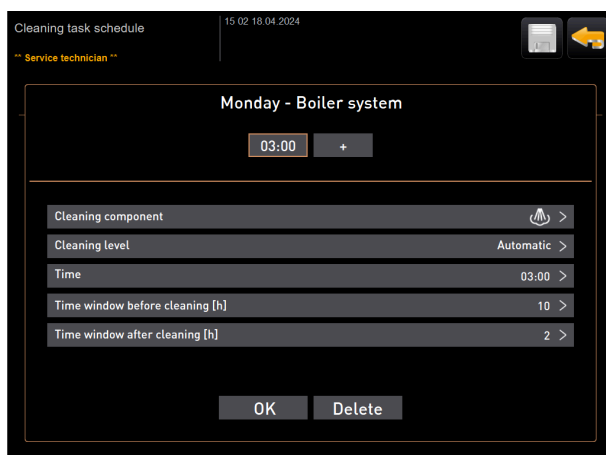 Cleaning task schedule
15 02 18.04.2024
** Service technician **
Monday - Boiler system
03:00 +
Cleaning component >
Cleaning level Automatic >
Time 03:00 >
Time window before cleaning [h] 10 >
Time window after cleaning [h] 2 >
OK Delete